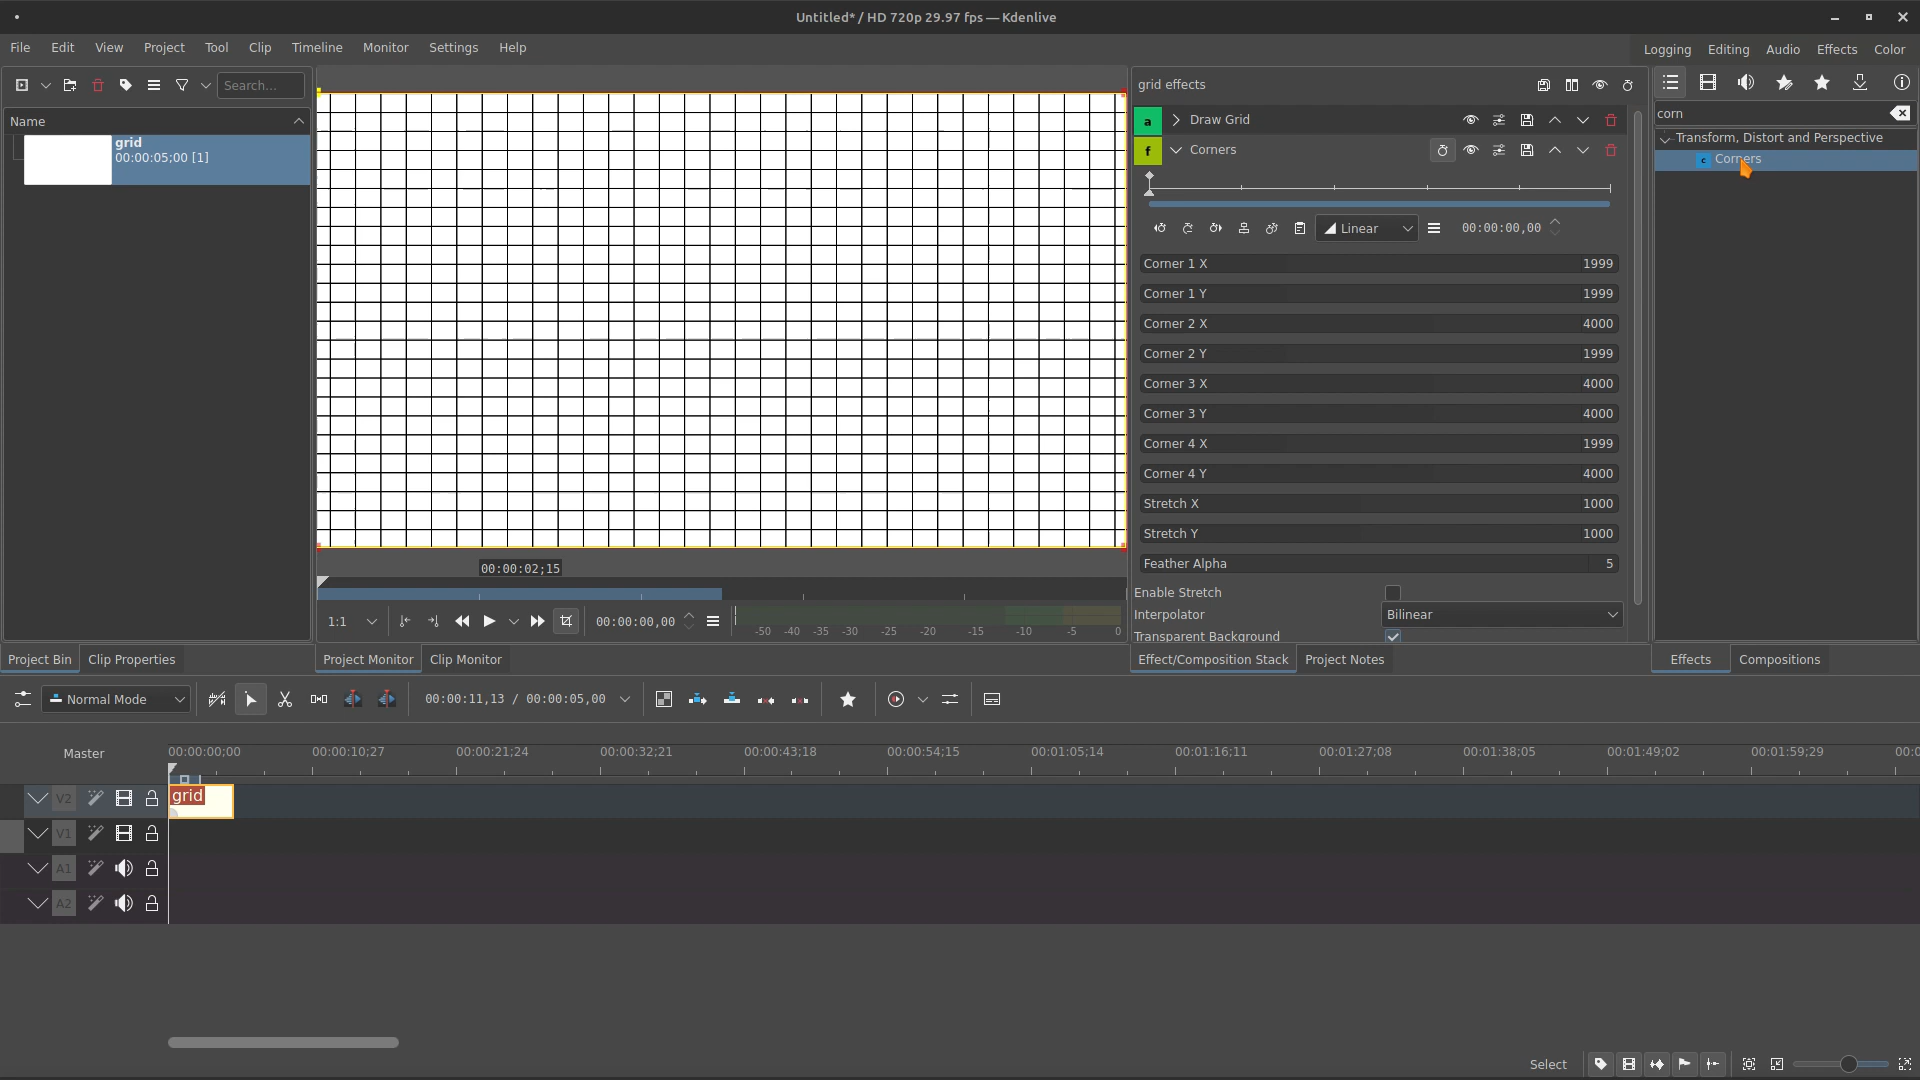 Untitled* / HD 720p 29.97 fps — Kdenlive
File Edit View Project Tool Clip Timeline Monitor Settings Help
Logging Editing Audio Effects Color
Search...
Name
grid
00:00:05;00 [1]
Project Bin Clip Properties
00:00:02;15
1:1
00:00:00,00
-50 -40 -35 -30 -25 -20 -15 -10 -5 0
Project Monitor Clip Monitor
grid effects
a Draw Grid
f Corners
Linear 00:00:00,00
Corner 1 X 1999
Corner 1 Y 1999
Corner 2 X 4000
Corner 2 Y 1999
Corner 3 X 4000
Corner 3 Y 4000
Corner 4 X 1999
Corner 4 Y 4000
Stretch X 1000
Stretch Y 1000
Feather Alpha 5
Enable Stretch
Interpolator Bilinear
Transparent Background
Effect/Composition Stack Project Notes
corn
Transform, Distort and Perspective
c Corners
Effects Compositions
Normal Mode 00:00:11,13 / 00:00:05,00
Master 00:00:00;00 00:00:10;27 00:00:21;24 00:00:32;21 00:00:43;18 00:00:54;15 00:01:05;14 00:01:16;11 00:01:27;08 00:01:38;05 00:01:49;02 00:01:59;29 00:0
V2 grid
V1
A1
A2
Select